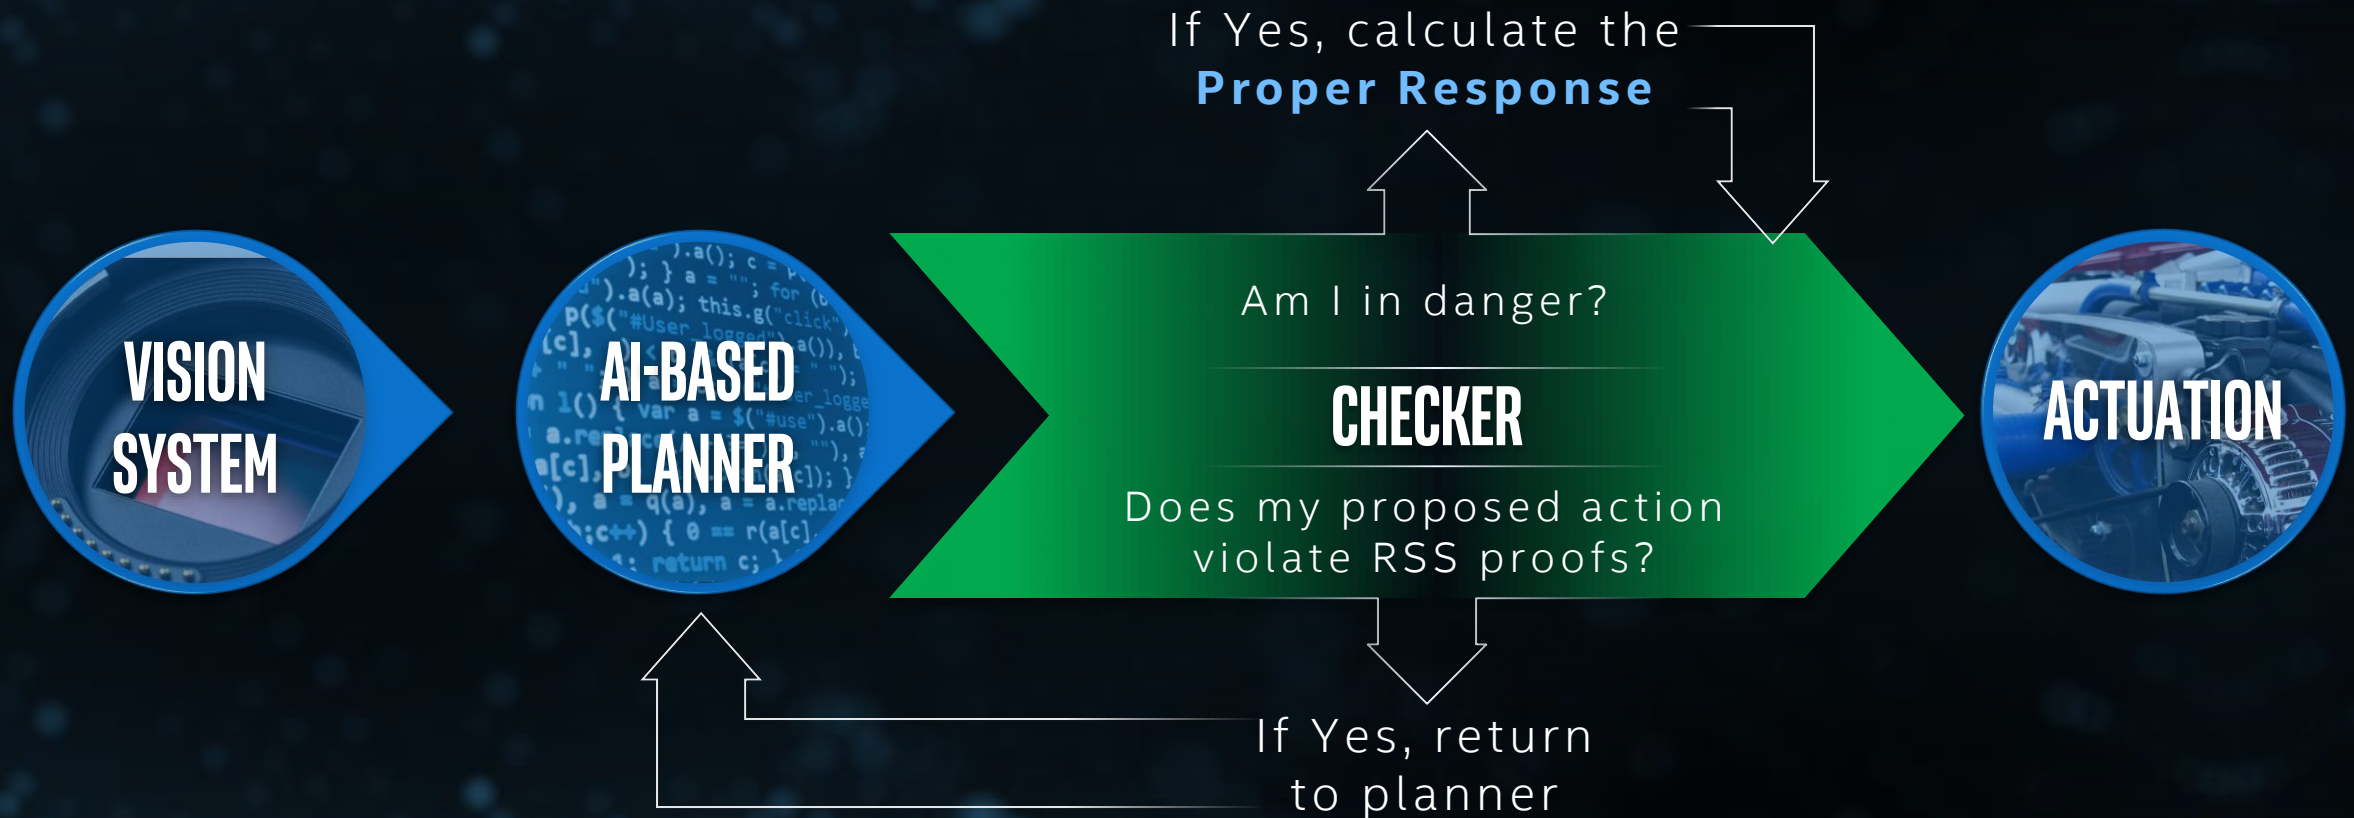 If Yes, calculate the
Proper Response
VISION
SYSTEM
AI-BASED
PLANNER
Am I in danger?
CHECKER
Does my proposed action
violate RSS proofs?
ACTUATION
If Yes, return
to planner